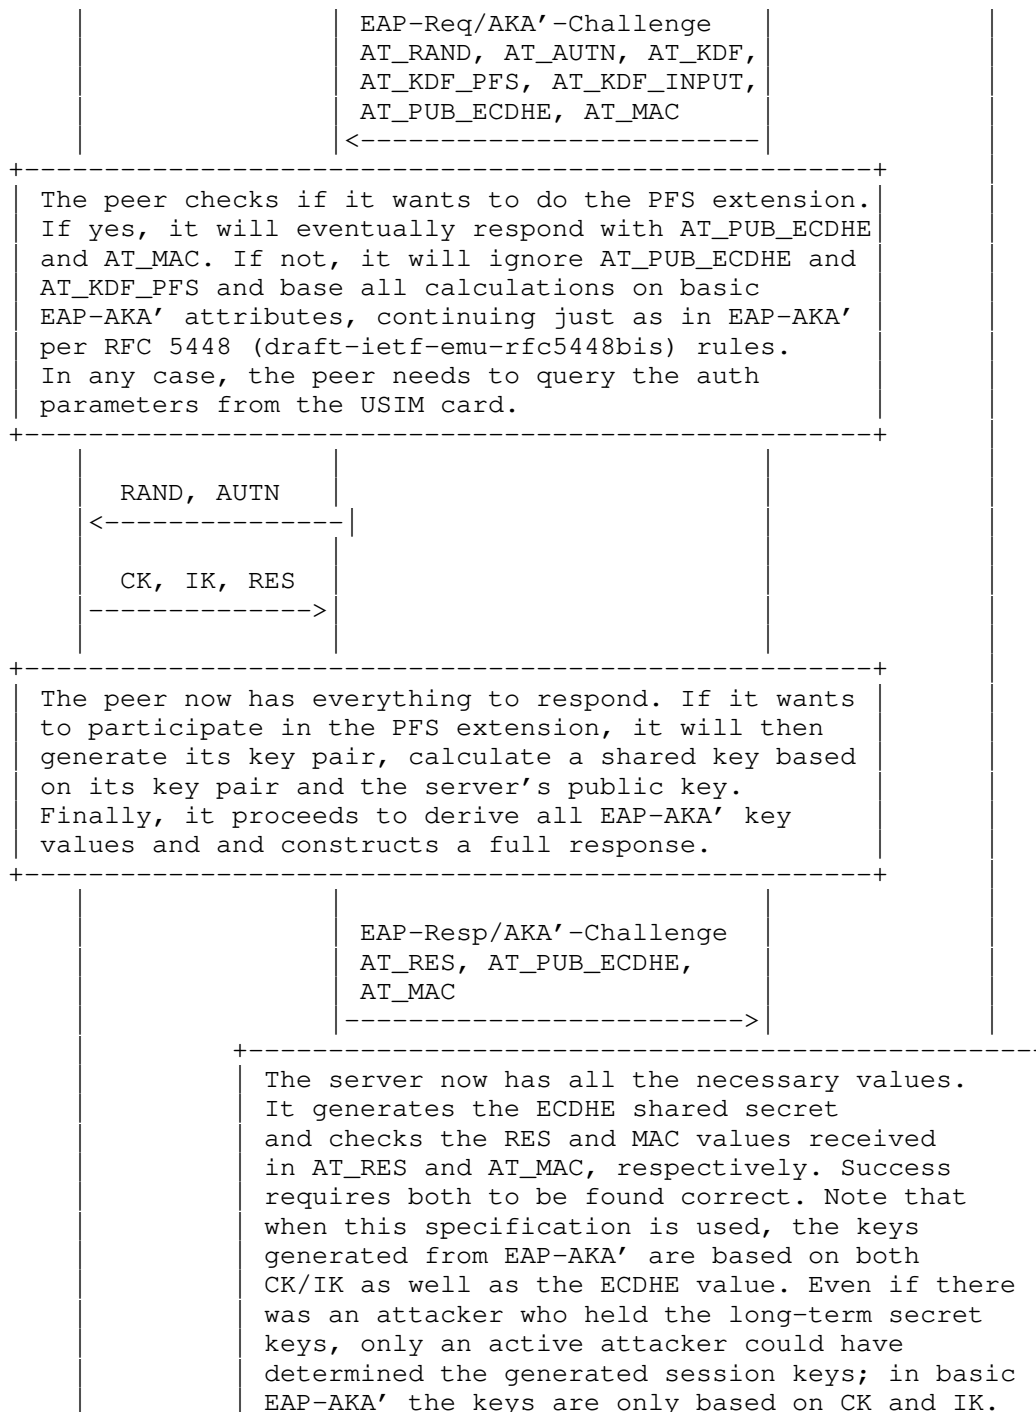 EAP-Req/AKA'-Challenge
AT_RAND, AT_AUTN, AT_KDF,
AT_KDF_PFS, AT_KDF_INPUT,
AT_PUB_ECDHE, AT_MAC
The peer checks if it wants to do the PFS extension.
If yes, it will eventually respond with AT_PUB_ECDHE
and AT_MAC. If not, it will ignore AT_PUB_ECDHE and
AT_KDF_PFS and base all calculations on basic
EAP-AKA' attributes, continuing just as in EAP-AKA'
per RFC 5448 (draft-ietf-emu-rfc5448bis) rules.
In any case, the peer needs to query the auth
parameters from the USIM card.
RAND, AUTN
CK, IK, RES
The peer now has everything to respond. If it wants
to participate in the PFS extension, it will then
generate its key pair, calculate a shared key based
on its key pair and the server's public key.
Finally, it proceeds to derive all EAP-AKA' key
values and and constructs a full response.
EAP-Resp/AKA'-Challenge
AT_RES, AT_PUB_ECDHE,
AT_MAC
The server now has all the necessary values.
It generates the ECDHE shared secret
and checks the RES and MAC values received
in AT_RES and AT_MAC, respectively. Success
requires both to be found correct. Note that
when this specification is used, the keys
generated from EAP-AKA' are based on both
CK/IK as well as the ECDHE value. Even if there
was an attacker who held the long-term secret
keys, only an active attacker could have
determined the generated session keys; in basic
EAP-AKA' the keys are only based on CK and IK.